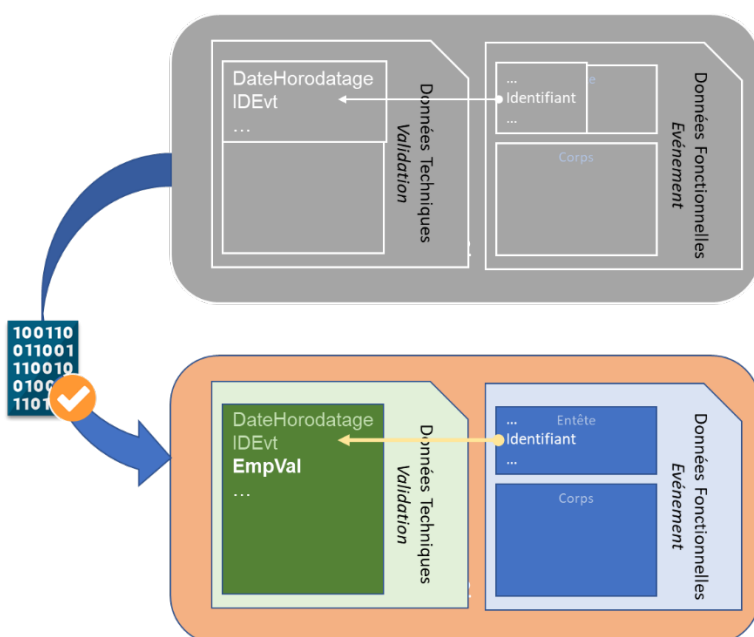 DateHorodatage
IDEvt
...
Données Techniques
Validation
...
Identifiant
...
Corps
Données Fonctionnelles
Evénement
100110
011001
110010
DateHorodatage
IDEvt
EmpVal
...
Données Techniques
Validation
... Entête
Identifiant
...
Corps
Données Fonctionnelles
Evénement